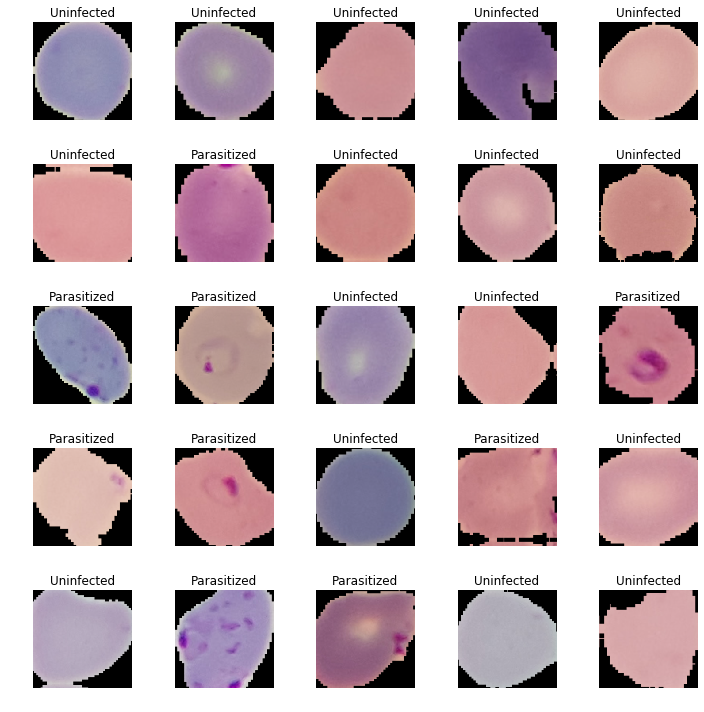 Uninfected Uninfected Uninfected Uninfected Uninfected
Uninfected Parasitized Uninfected Uninfected Uninfected
Parasitized Parasitized Uninfected Uninfected Parasitized
Parasitized Parasitized Uninfected Parasitized Uninfected
Uninfected Parasitized Parasitized Uninfected Uninfected